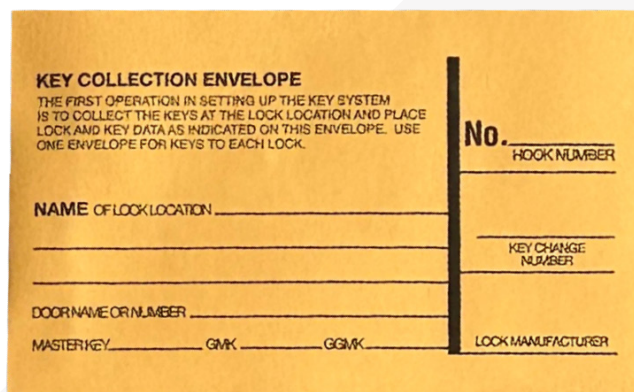 KEY COLLECTION ENVELOPE
THE FIRST OPERATION IN SETTING UP THE KEY SYSTEM
IS TO COLLECT THE KEYS AT THE LOCK LOCATION AND PLACE
LOCK AND KEY DATA AS INDICATED ON THIS ENVELOPE. USE
ONE ENVELOPE FOR KEYS TO EACH LOCK.
NAME OF LOCK LOCATION
DOOR NAME OR NUMBER
MASTER KEY GMK GGMK
No.
HOOK NUMBER
KEY CHANGE
NUMBER
LOCK MANUFACTURER